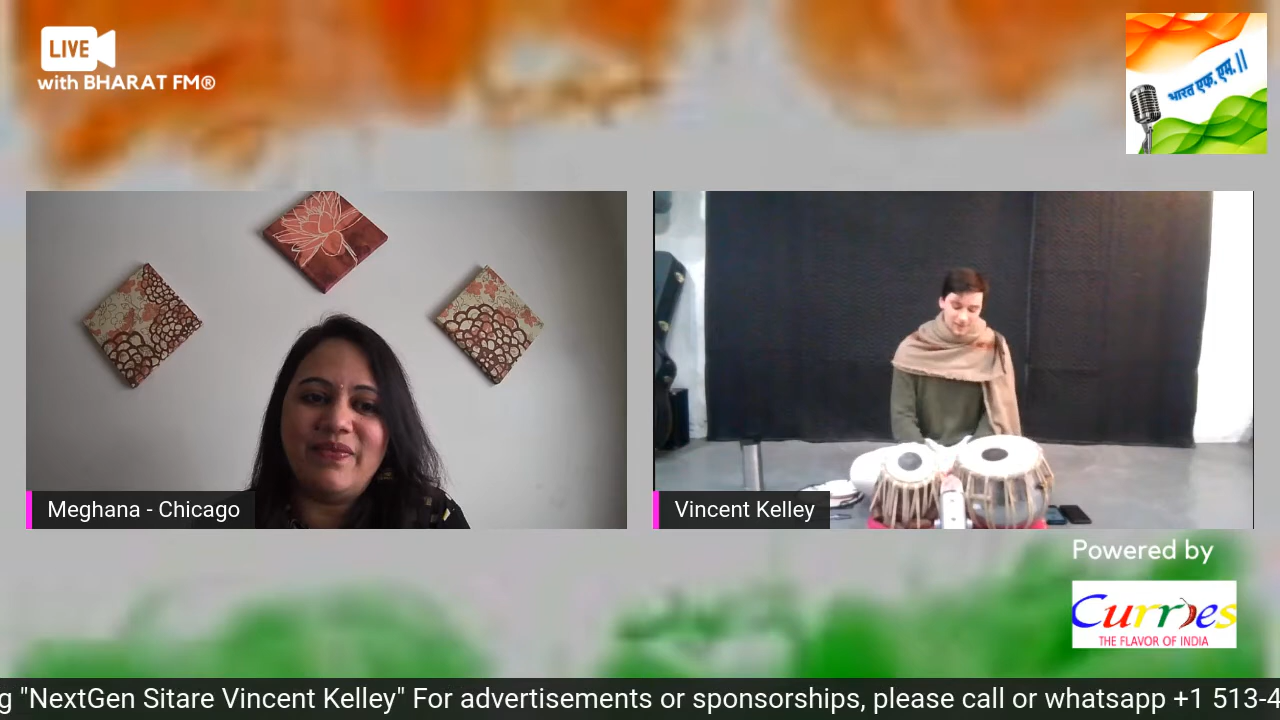 LIVE
with BHARAT FM®
भारत एफ. एम.||
Meghana - Chicago
Vincent Kelley
Powered by
Curries
THE FLAVOR OF INDIA
g "NextGen Sitare Vincent Kelley" For advertisements or sponsorships, please call or whatsapp +1 513-4